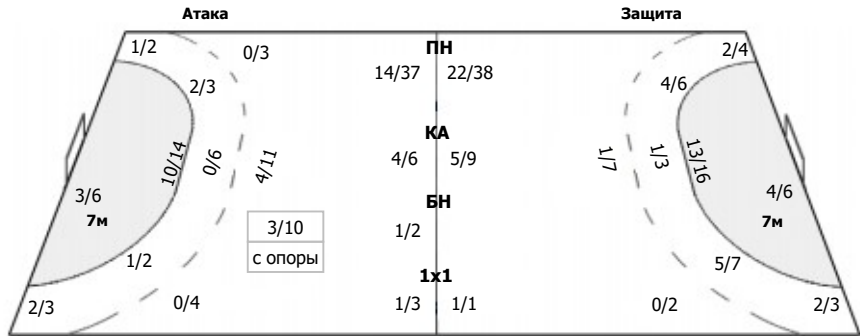 Атака Защита
1/2 0/3 ПН 2/4
2/3 14/37 22/38 4/6
10/14 0/6 4/11 КА 1/7 1/3 13/16
4/6 5/9
3/6 БН 4/6
7м 3/10 1/2 7м
с опоры
1/2 5/7
1х1
2/3 0/4 1/3 1/1 0/2 2/3